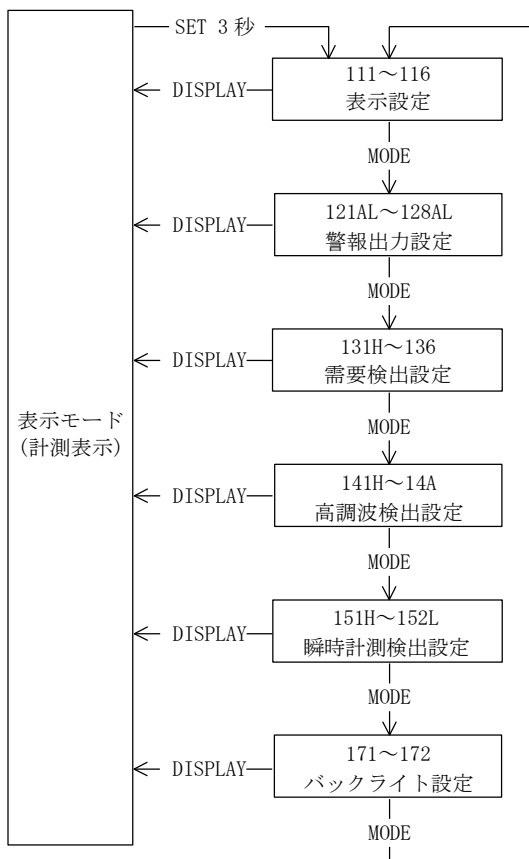 SET 3 秒
111～116
表示設定
DISPLAY
MODE
121AL～128AL
警報出力設定
DISPLAY
MODE
131H～136
需要検出設定
DISPLAY
表示モード
(計測表示)
MODE
141H～14A
高調波検出設定
DISPLAY
MODE
151H～152L
瞬時計測検出設定
DISPLAY
MODE
171～172
バックライト設定
DISPLAY
MODE